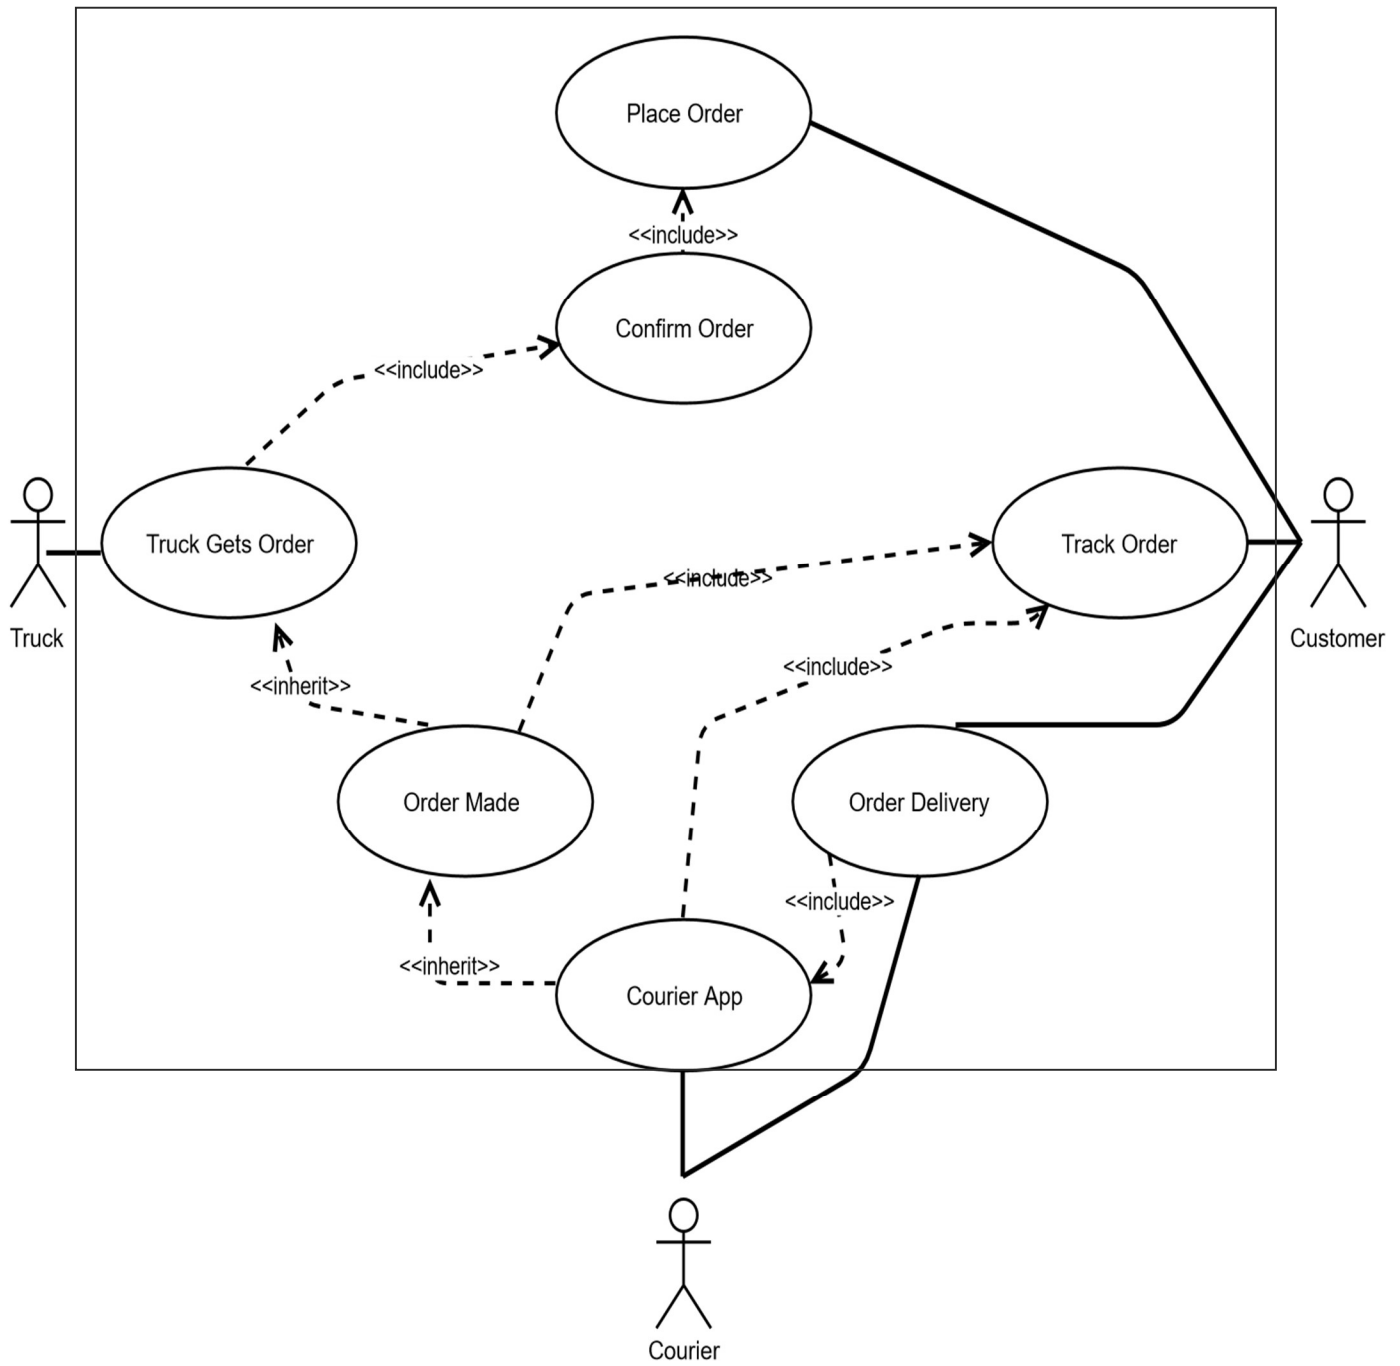 Place Order
<<include>>
Confirm Order
<<include>>
Truck Gets Order
Track Order
<<include>>
Truck
Customer
<<include>>
<<inherit>>
Order Made
Order Delivery
<<include>>
<<inherit>>
Courier App
Courier